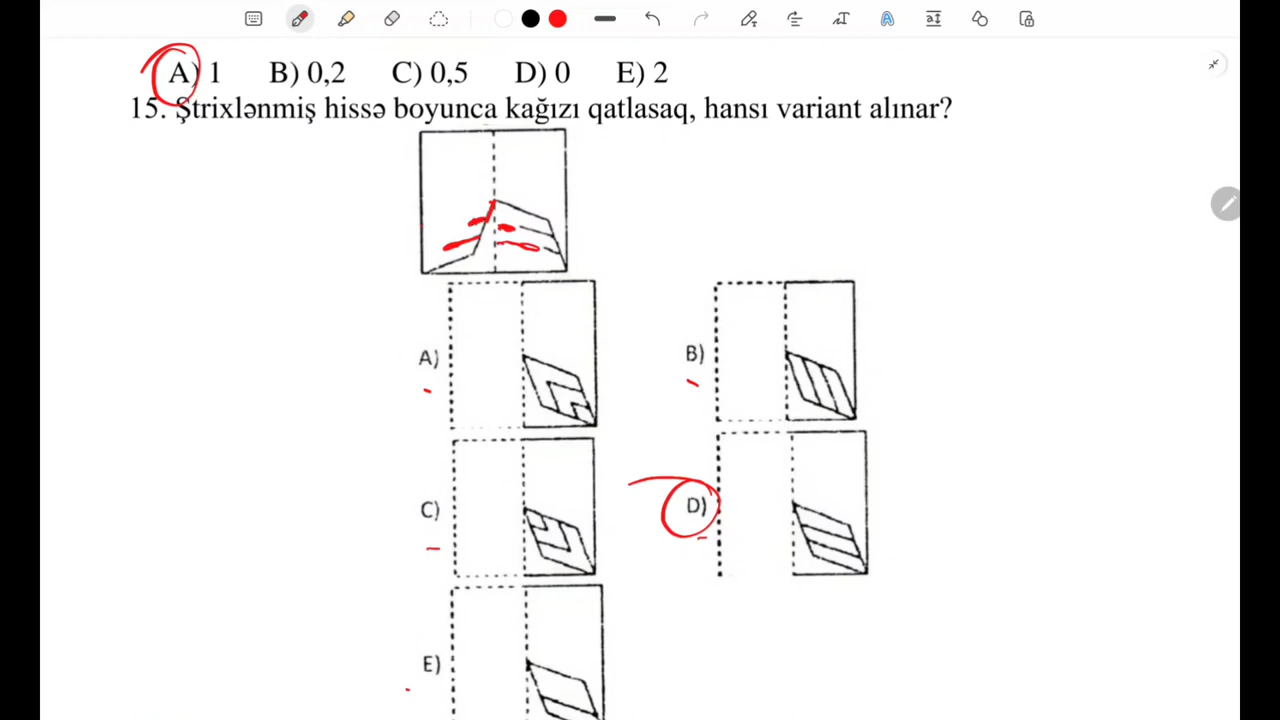 A) 1 B) 0,2 C) 0,5 D) 0 E) 2
15. Ştrixlənmiş hissə boyunca kağızı qatlasaq, hansı variant alınar?
A)
B)
C)
D)
E)